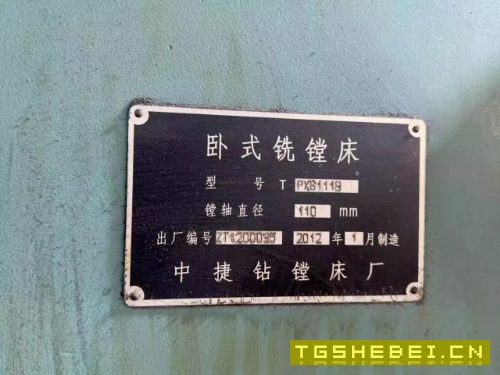 卧式铣镗床
型号 T PX6111B
镗轴直径 110 mm
出厂编号 ZT1200095 2012 年 1 月制造
中捷钻镗床厂
TGSHEBEI.CN